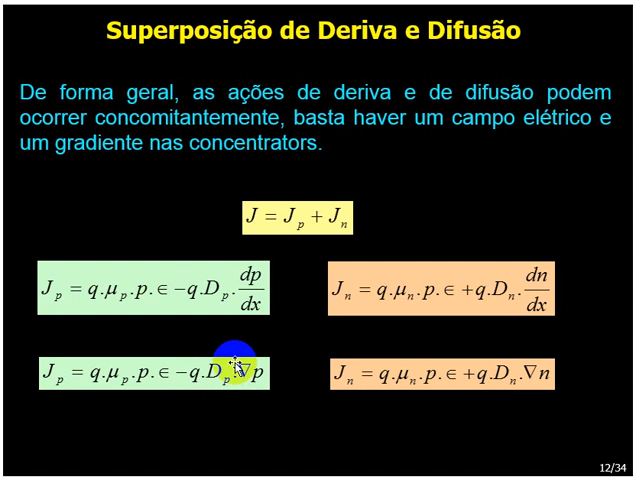 Superposição de Deriva e Difusão
De forma geral, as ações de deriva e de difusão podem
ocorrer concomitantemente, basta haver um campo elétrico e
um gradiente nas concentrators.
J = J_p + J_n
J_p = q.μ_p.p.∈ −q.D_p.dp/dx
J_n = q.μ_n.p.∈ +q.D_n.dn/dx
J_p = q.μ_p.p.∈ −q.D_p.∇p
J_n = q.μ_n.p.∈ +q.D_n.∇n
12/34